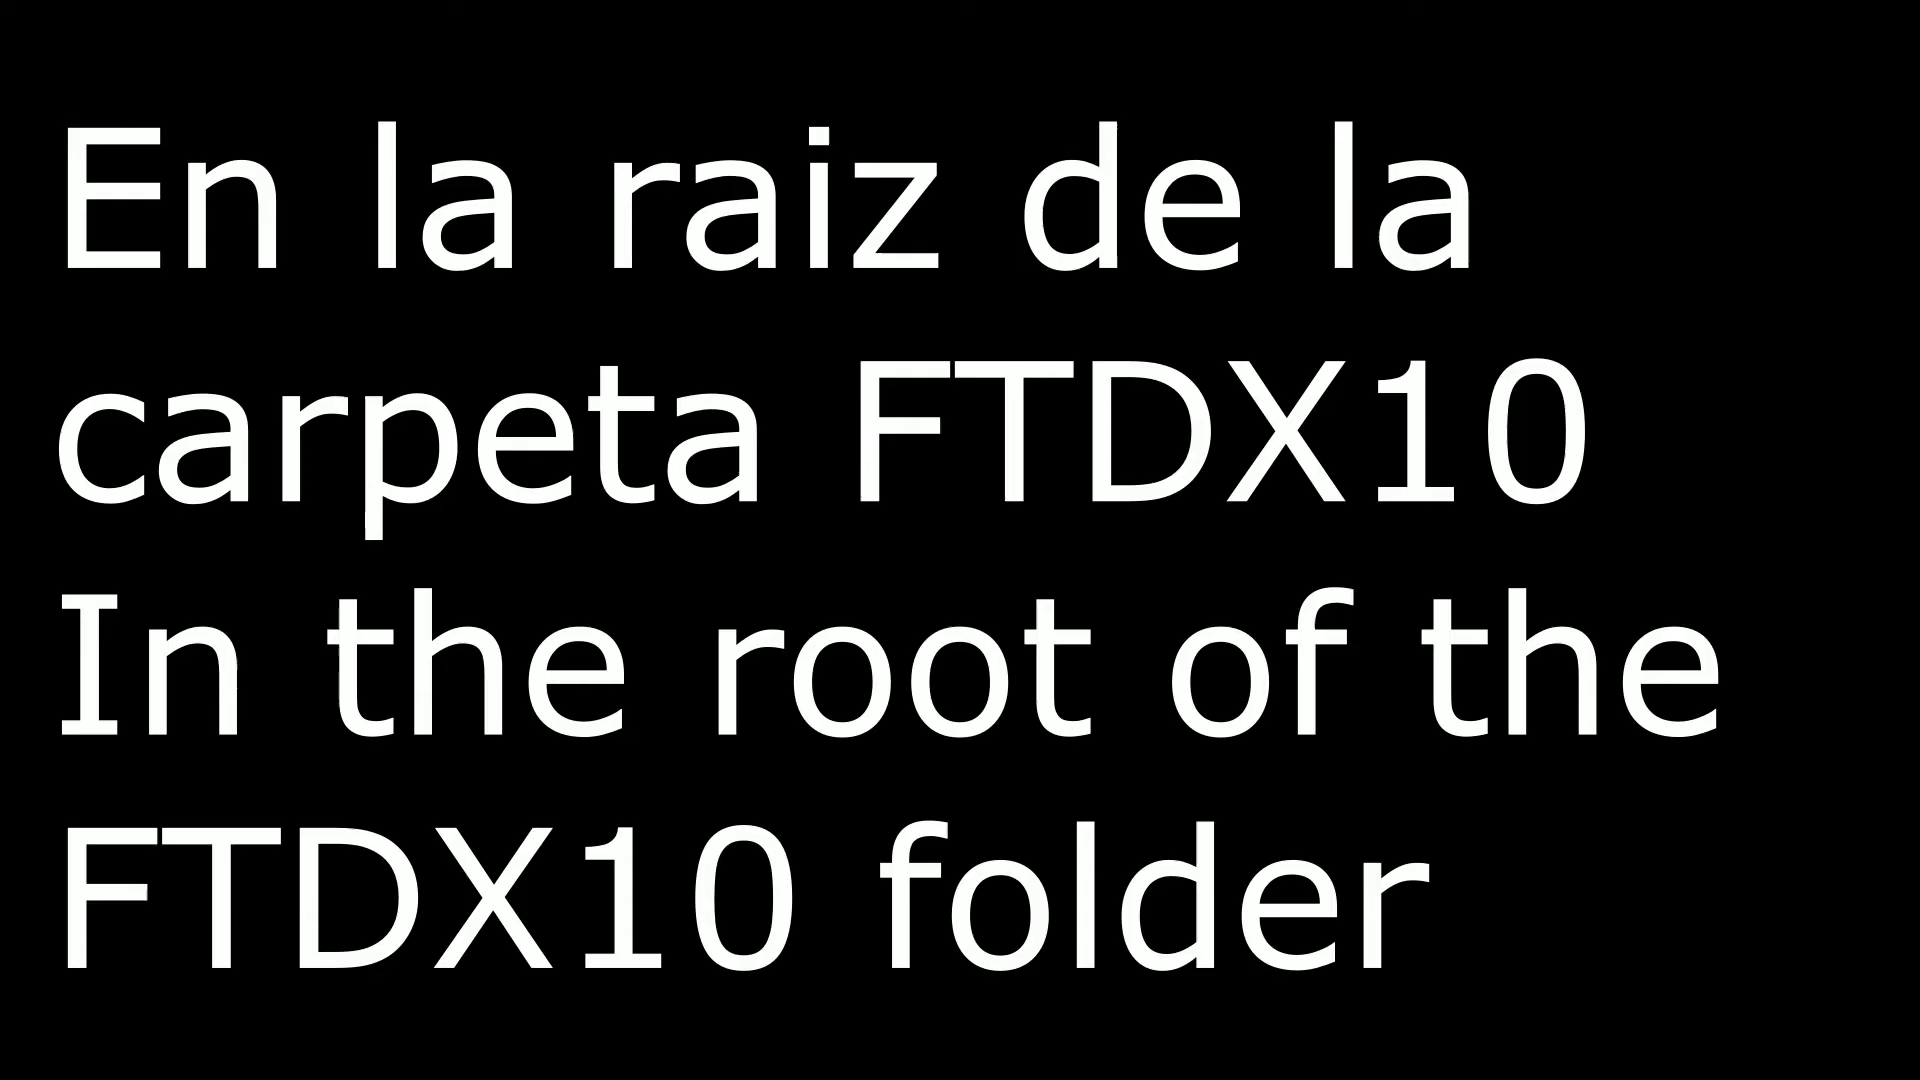 En la raiz de la
carpeta FTDX10
In the root of the
FTDX10 folder